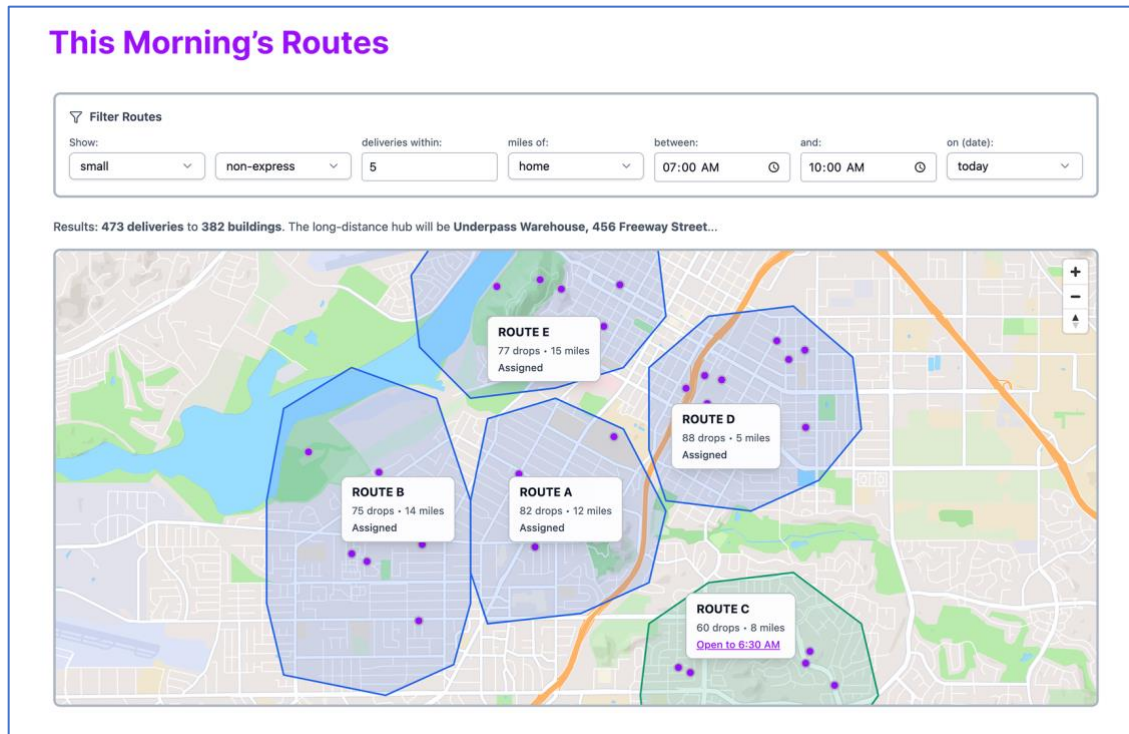 This Morning’s Routes
Filter Routes
Show:
deliveries within:
miles of:
between:
and:
on (date):
small
non-express
5
home
07:00 AM
10:00 AM
today
Results: 473 deliveries to 382 buildings. The long-distance hub will be Underpass Warehouse, 456 Freeway Street...
ROUTE E
77 drops • 15 miles
Assigned
ROUTE D
88 drops • 5 miles
Assigned
ROUTE B
75 drops • 14 miles
Assigned
ROUTE A
82 drops • 12 miles
Assigned
ROUTE C
60 drops • 8 miles
Open to 6:30 AM